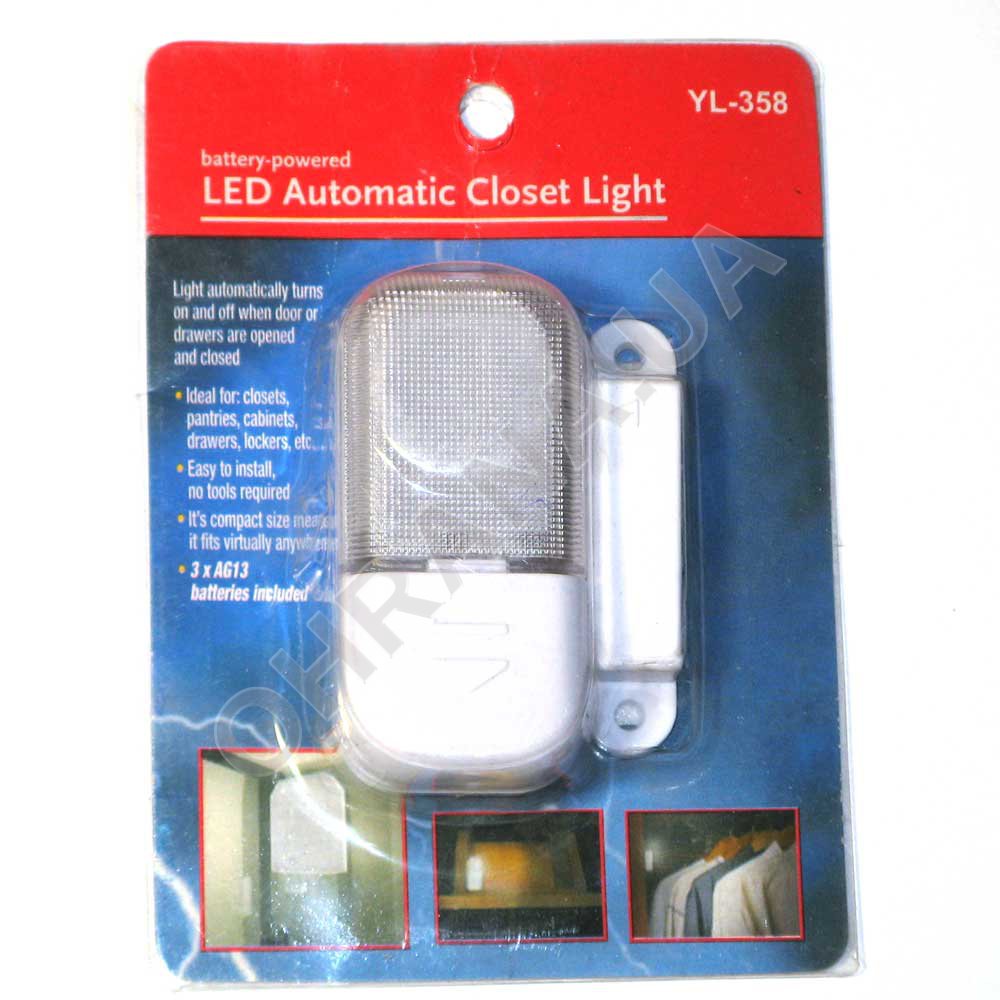 YL-358
battery-powered
LED Automatic Closet Light
Light automatically turns
on and off when door or
drawers are opened
and closed
• Ideal for: closets,
pantries, cabinets,
drawers, lockers, etc.
• Easy to install,
no tools required
• It's compact size means
it fits virtually anywhere
• 3 x AG13
batteries included
OHRANA.UA